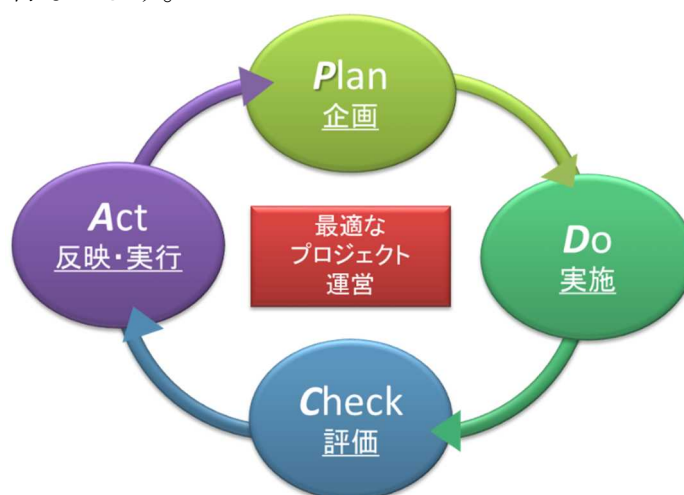 Plan
企画
Do
実施
Check
評価
Act
反映・実行
最適な
プロジェクト
運営